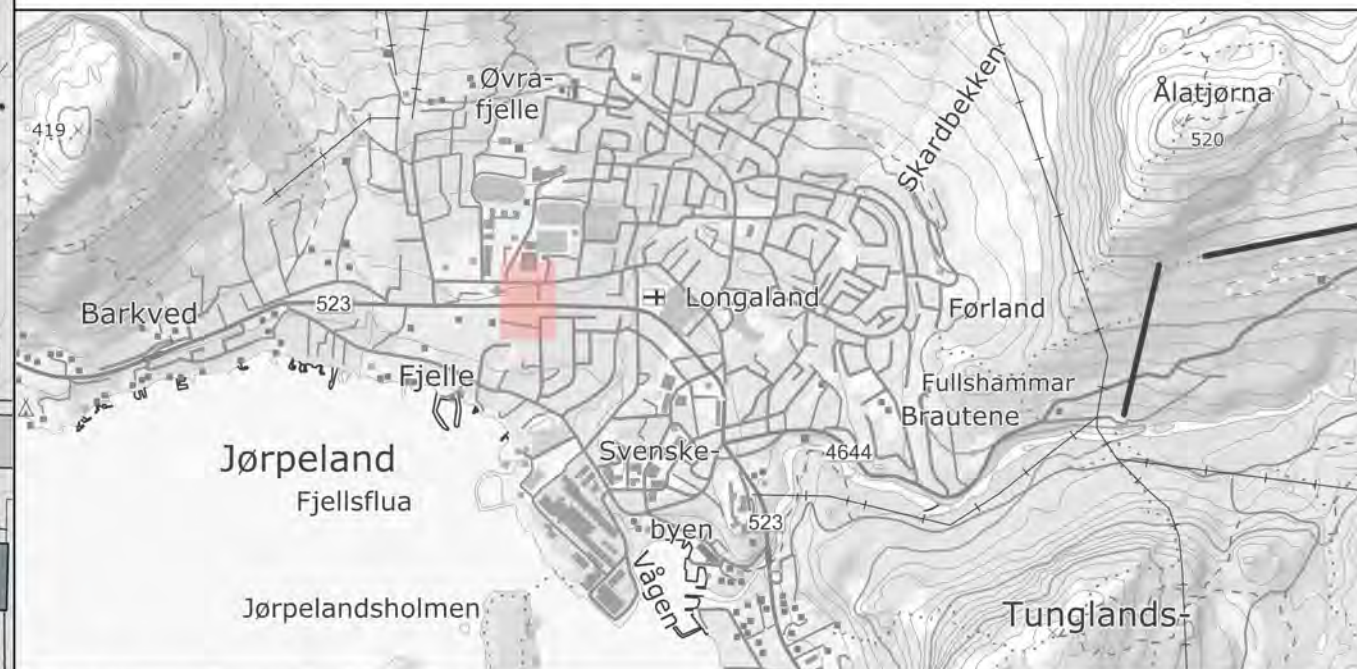 Øvra-
fjelle
Skardbekken
Ålatjørna
520
419
Barkved
523
Longaland
Førland
Fjelle
Fullshammar
Brautene
Jørpeland
Fjellsflua
Svenske-
byen
4644
523
Vågen
Jørpelandsholmen
Tunglands-